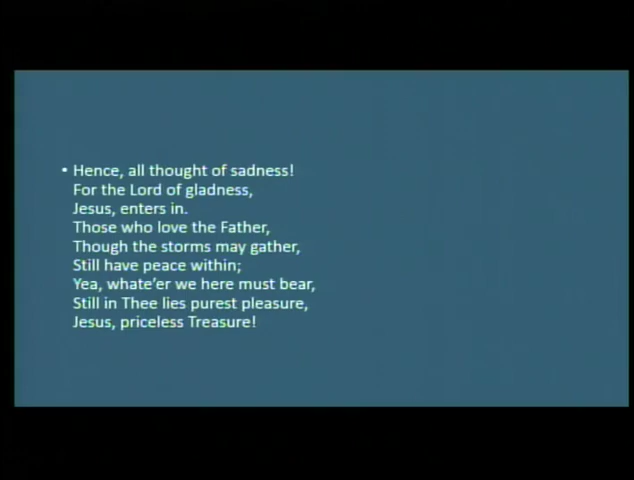 • Hence, all thought of sadness!
For the Lord of gladness,
Jesus, enters in.
Those who love the Father,
Though the storms may gather,
Still have peace within;
Yea, whate'er we here must bear,
Still in Thee lies purest pleasure,
Jesus, priceless Treasure!